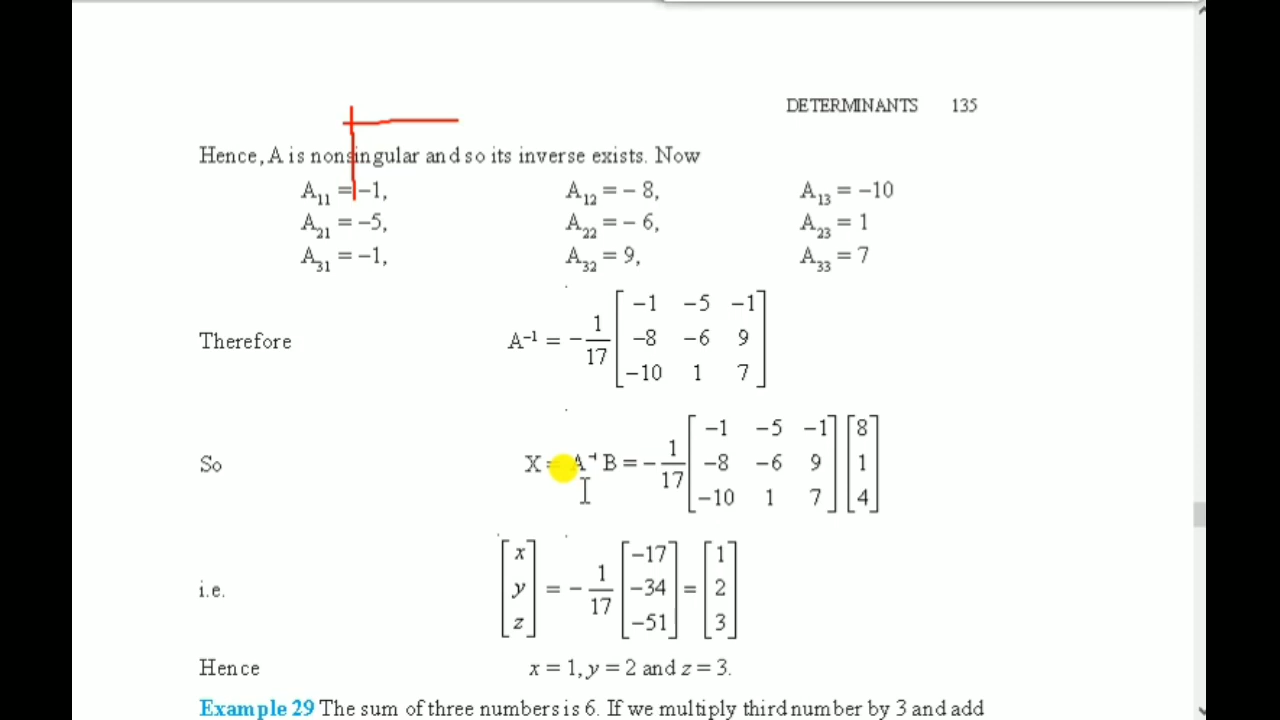 DETERMINANTS 135
Hence, A is nonsingular and so its inverse exists. Now
A₁₁ = −1, A₁₂ = − 8, A₁₃ = −10
A₂₁ = −5, A₂₂ = − 6, A₂₃ = 1
A₃₁ = −1, A₃₂ = 9, A₃₃ = 7
Therefore A⁻¹ = −1/17 [−1 −5 −1; −8 −6 9; −10 1 7]
So X = A⁻¹ B = −1/17 [−1 −5 −1; −8 −6 9; −10 1 7] [8; 1; 4]
i.e. [x; y; z] = −1/17 [−17; −34; −51] = [1; 2; 3]
Hence x = 1, y = 2 and z = 3.
Example 29 The sum of three numbers is 6. If we multiply third number by 3 and add